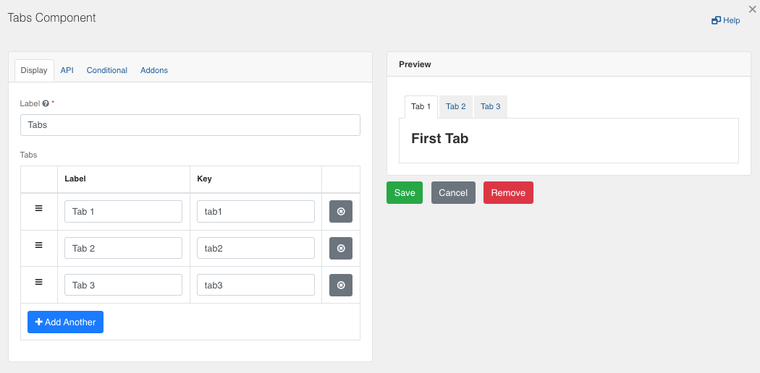 Tabs Component
Help
Display API Conditional Addons
Label *
Tabs
Tabs
Label Key
Tab 1 tab1
Tab 2 tab2
Tab 3 tab3
Add Another
Preview
Tab 1 Tab 2 Tab 3
First Tab
Save Cancel Remove